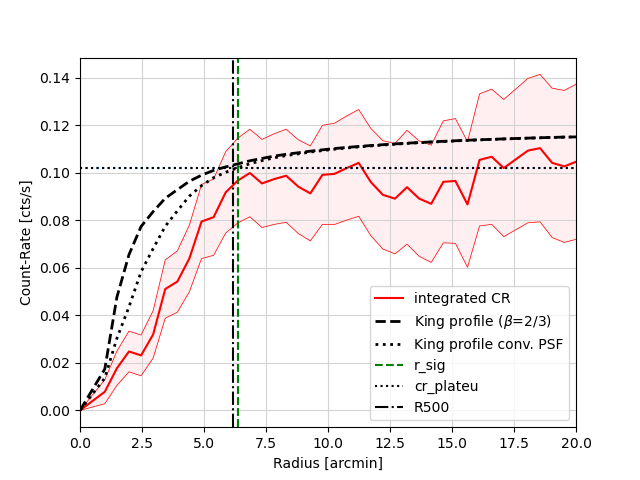 0.14
0.12
0.10
0.08
0.06
0.04
0.02
0.00
Count-Rate [cts/s]
integrated CR
King profile (β=2/3)
King profile conv. PSF
r_sig
cr_plateu
R500
0.0 2.5 5.0 7.5 10.0 12.5 15.0 17.5 20.0
Radius [arcmin]